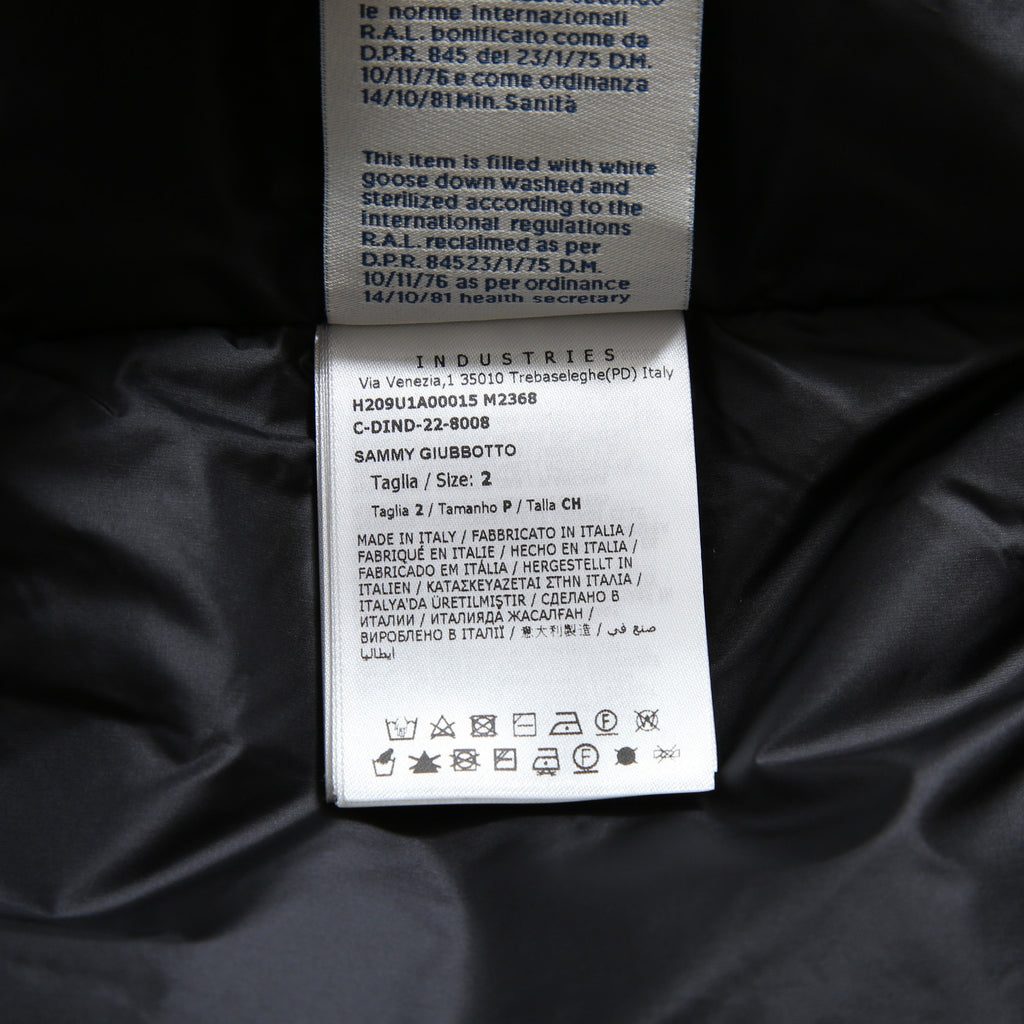 le norme internazionali
R.A.L. bonificato come da
D.P.R. 845 del 23/1/75 D.M.
10/11/76 e come ordinanza
14/10/81 Min. Sanità
This item is filled with white
goose down washed and
sterilized according to the
international regulations
R.A.L. reclaimed as per
D.P.R. 84523/1/75 D.M.
10/11/76 as per ordinance
14/10/81 health secretary
INDUSTRIES
Via Venezia,1 35010 Trebaseleghe(PD) Italy
H209U1A00015 M2368
C-DIND-22-8008
SAMMY GIUBBOTTO
Taglia / Size: 2
Taglia 2 / Tamanho P / Talla CH
MADE IN ITALY / FABBRICATO IN ITALIA /
FABRIQUÉ EN ITALIE / HECHO EN ITALIA /
FABRICADO EM ITÁLIA / HERGESTELLT IN
ITALIEN / ΚΑΤΑΣΚΕΥΑΖΕΤΑΙ ΣΤΗΝ ΙΤΑΛΙΑ /
ITALYA'DA ÜRETILMIŞTIR / СДЕЛАНО В
ИТАЛИИ / ИТАЛИЯДА ЖАСАЛҒАН /
ВИРОБЛЕНО В ІТАЛІЇ / 意大利製造 / صنع في
ايطاليا
F W
F